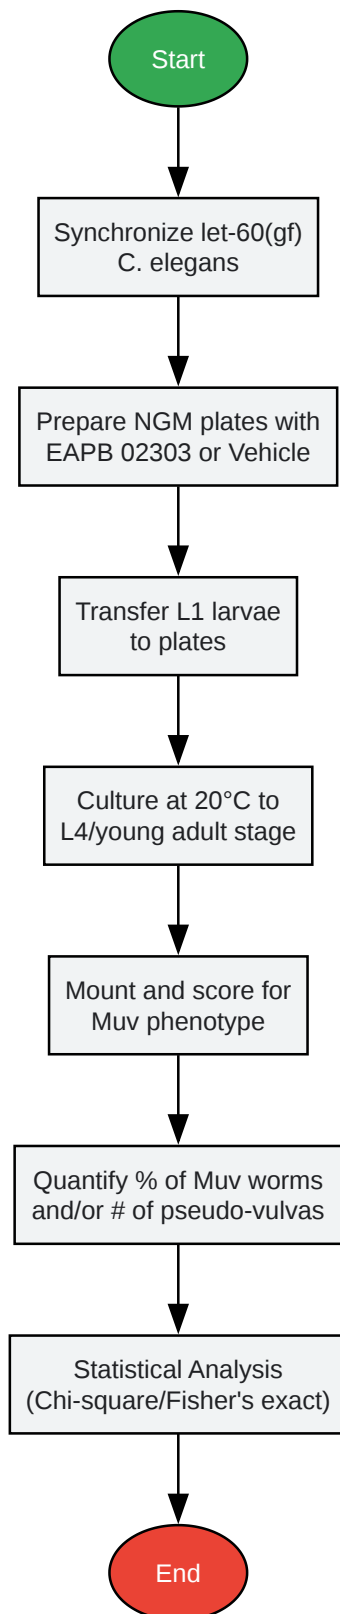 Start
Synchronize let-60(gf)
C. elegans
Prepare NGM plates with
EAPB 02303 or Vehicle
Transfer L1 larvae
to plates
Culture at 20°C to
L4/young adult stage
Mount and score for
Muv phenotype
Quantify % of Muv worms
and/or # of pseudo-vulvas
Statistical Analysis
(Chi-square/Fisher's exact)
End